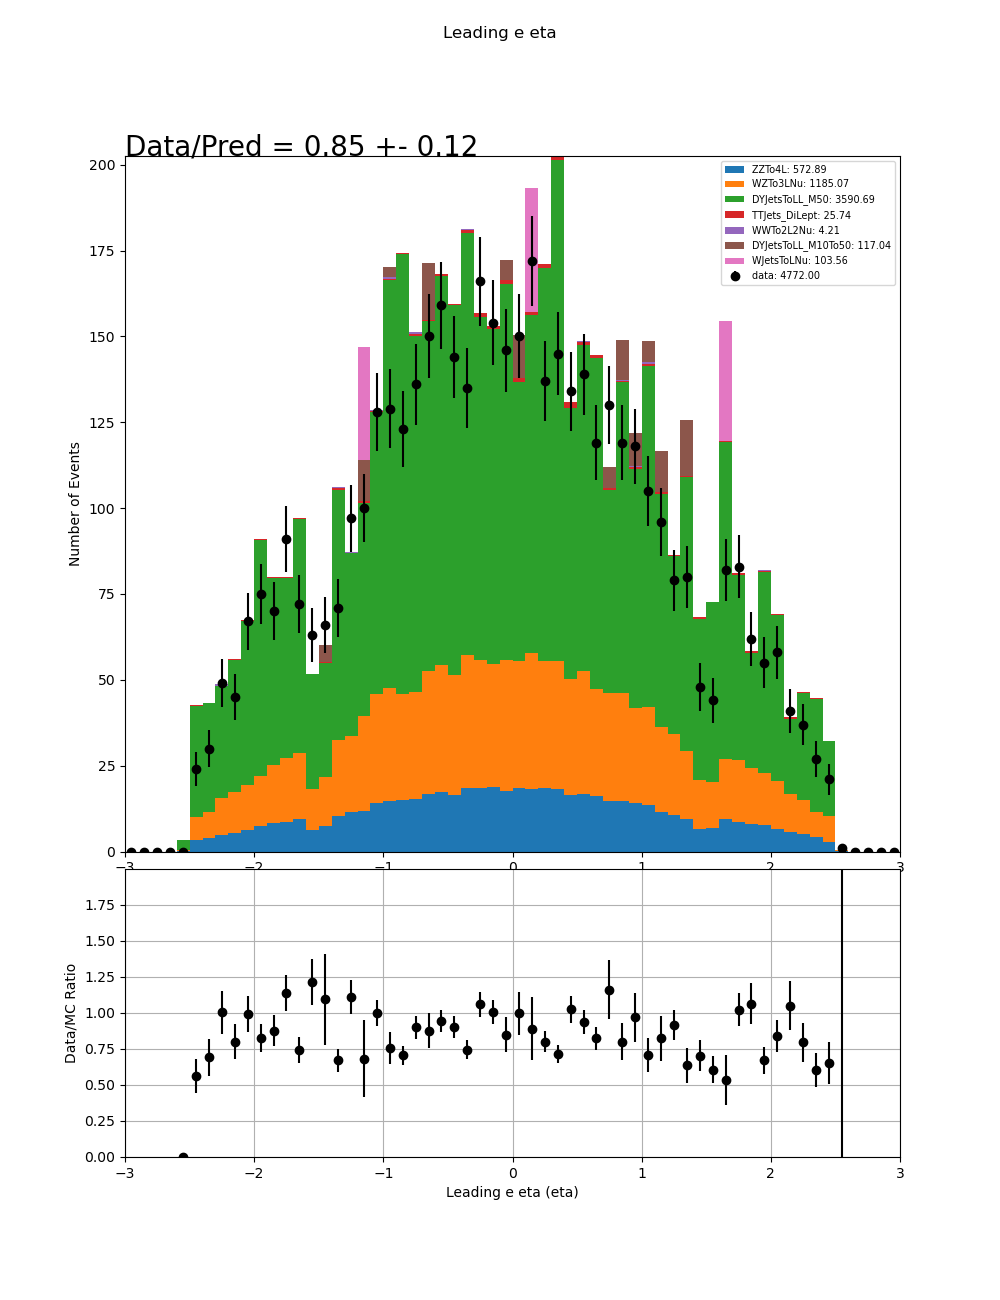 Leading e eta
Data/Pred = 0.85 +- 0.12
200
175
150
125
100
75
50
25
0
Number of Events
ZZTo4L: 572.89
WZTo3LNu: 1185.07
DYJetsToLL_M50: 3590.69
TTJets_DiLept: 25.74
WWTo2L2Nu: 4.21
DYJetsToLL_M10To50: 117.04
WJetsToLNu: 103.56
data: 4772.00
−3 −2 −1 0 1 2 3
1.75
1.50
1.25
1.00
0.75
0.50
0.25
0.00
Data/MC Ratio
−3 −2 −1 0 1 2 3
Leading e eta (eta)